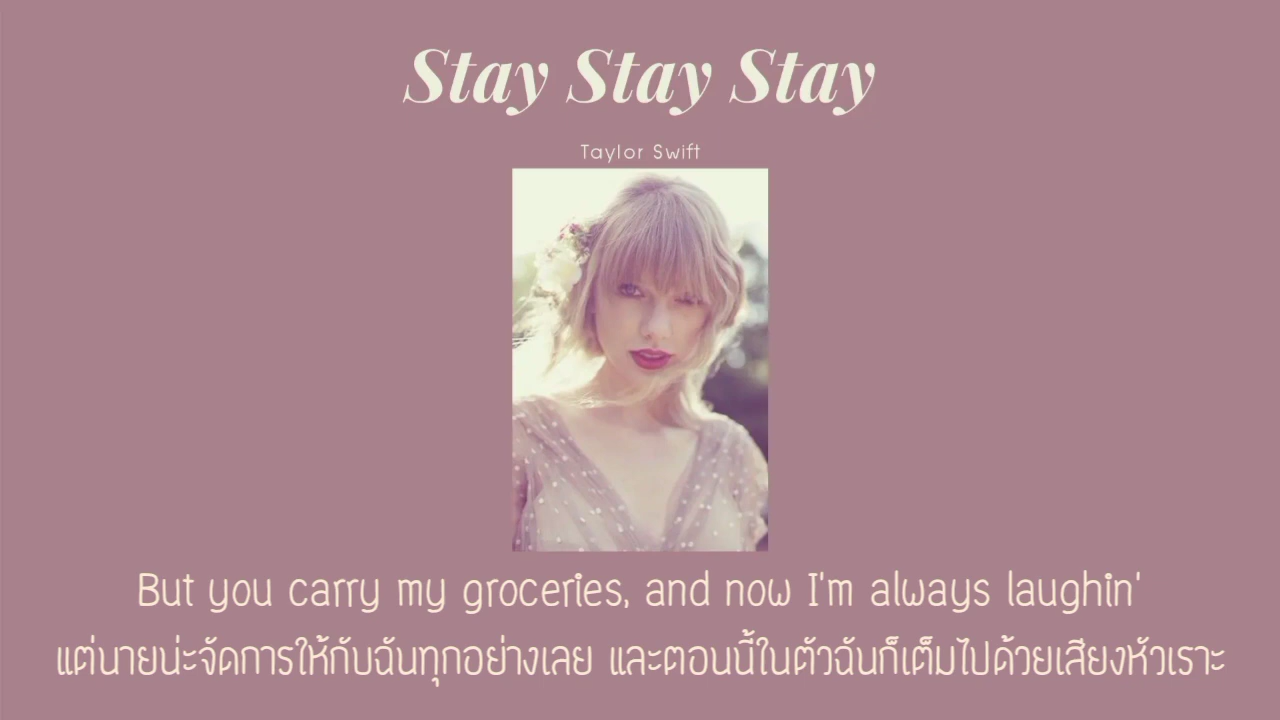 Stay Stay Stay
Taylor Swift
But you carry my groceries, and now I'm always laughin'
แต่นายน่ะจัดการให้กับฉันทุกอย่างเลย และตอนนี้ในตัวฉันก็เต็มไปด้วยเสียงหัวเราะ